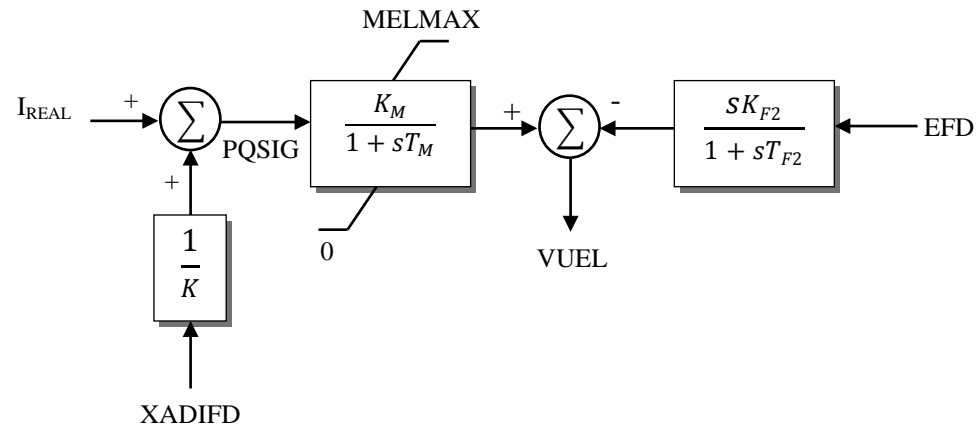 MELMAX
I_REAL
+
∑
PQSIG
+
K_M
1 + sT_M
0
+
∑
-
VUEL
sK_F2
1 + sT_F2
EFD
1
K
XADIFD